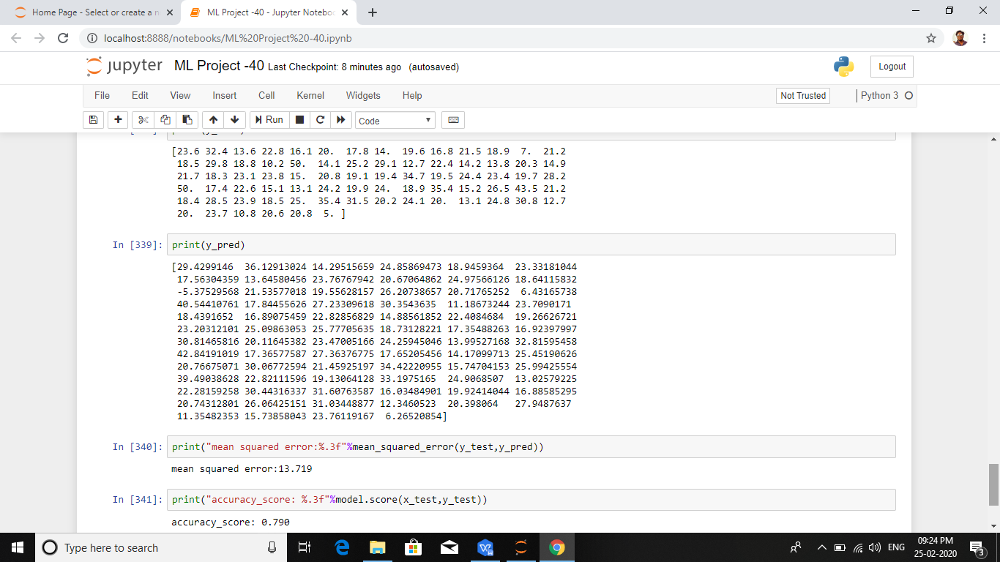 Home Page - Select or create a n
ML Project -40 - Jupyter Noteboo
localhost:8888/notebooks/ML%20Project%20-40.ipynb
jupyter ML Project -40 Last Checkpoint: 8 minutes ago (autosaved)
Logout
File Edit View Insert Cell Kernel Widgets Help
Not Trusted
Python 3
Run
Code
[23.6 32.4 13.6 22.8 16.1 20. 17.8 14. 19.6 16.8 21.5 18.9 7. 21.2
18.5 29.8 18.8 10.2 50. 14.1 25.2 29.1 12.7 22.4 14.2 13.8 20.3 14.9
21.7 18.3 23.1 23.8 15. 20.8 19.1 19.4 34.7 19.5 24.4 23.4 19.7 28.2
50. 17.4 22.6 15.1 13.1 24.2 19.9 24. 18.9 35.4 15.2 26.5 43.5 21.2
18.4 28.5 23.9 18.5 25. 35.4 31.5 20.2 24.1 20. 13.1 24.8 30.8 12.7
20. 23.7 10.8 20.6 20.8 5. ]
In [339]: print(y_pred)
[29.4299146 36.12913024 14.29515659 24.85869473 18.9459364 23.33181044
17.56304359 13.64580456 23.76767942 20.67064862 24.97566126 18.64115832
-5.37529568 21.53577018 19.55628157 26.20738657 20.71765252 6.43165738
40.54410761 17.84455626 27.23309618 30.3543635 11.18673244 23.7090171
18.4391652 16.89075459 22.82856829 14.88561852 22.4084684 19.26626721
23.20312101 25.09863053 25.77705635 18.73128221 17.35488263 16.92397997
30.81465816 20.11645382 23.47005166 24.25945046 13.99527168 32.81595458
42.84191019 17.36577587 27.36376775 17.65205456 14.17099713 25.45190626
20.76675071 30.06772594 21.45925197 34.42220955 15.74704153 25.99425554
39.49038628 22.82111596 19.13064128 33.1975165 24.9068507 13.02579225
22.28159258 30.44316337 31.60763587 16.03484901 19.92414044 16.88585295
20.74312801 26.06425151 31.03448877 12.3460523 20.398064 27.9487637
11.35482353 15.73858043 23.76119167 6.26520854]
In [340]: print("mean squared error:%.3f"%mean_squared_error(y_test,y_pred))
mean squared error:13.719
In [341]: print("accuracy_score: %.3f"%model.score(x_test,y_test))
accuracy_score: 0.790
Type here to search
ENG
09:24 PM
25-02-2020
3